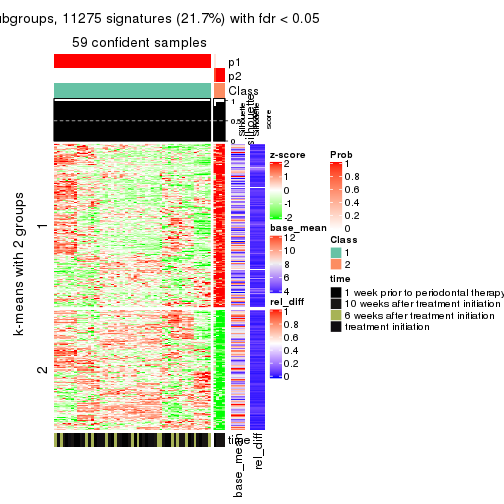 ubgroups, 11275 signatures (21.7%) with fdr < 0.05
59 confident samples
p1
p2
Class
1
0.5
0
Silhouette
score
silhouette
k-means with 2 groups
1
2
time
base_mean
rel_diff
z-score
2
1
0
-1
-2
base_mean
12
10
8
6
4
rel_diff
1
0.8
0.6
0.4
0.2
0
Prob
1
0.8
0.6
0.4
0.2
0
Class
1
2
time
1 week prior to periodontal therapy
10 weeks after treatment initiation
6 weeks after treatment initiation
treatment initiation